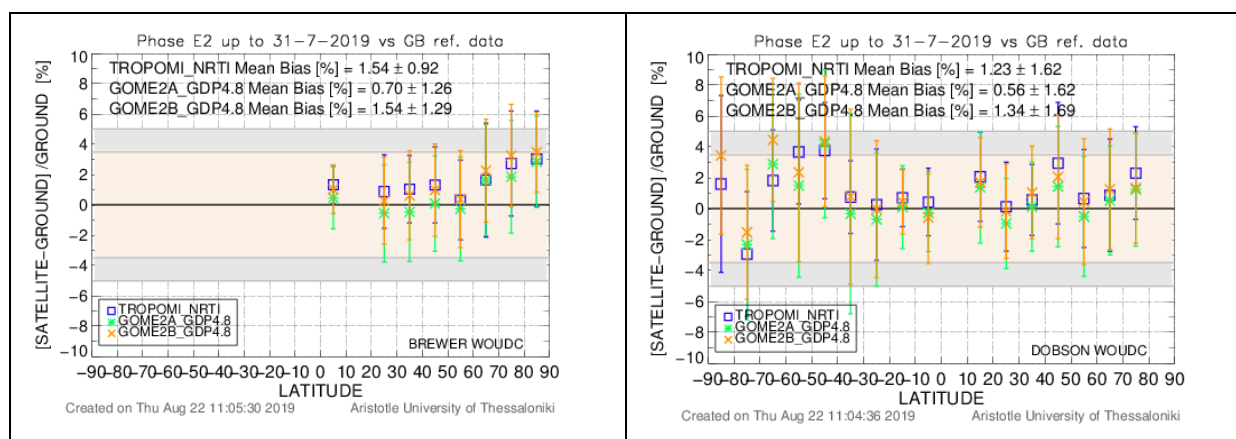 Phase E2 up to 31-7-2019 vs GB ref. data
TROPOMI_NRTI Mean Bias [%] = 1.54 ± 0.92
GOME2A_GDP4.8 Mean Bias [%] = 0.70 ± 1.26
GOME2B_GDP4.8 Mean Bias [%] = 1.54 ± 1.29
[SATELLITE-GROUND] /GROUND [%]
10
8
6
4
2
0
-2
-4
-6
-8
-10
TROPOMI_NRTI
GOME2A_GDP4.8
GOME2B_GDP4.8
BREWER WOUDC
-90-80-70-60-50-40-30-20-10 0 10 20 30 40 50 60 70 80 90
LATITUDE
Created on Thu Aug 22 11:05:30 2019 Aristotle University of Thessaloniki
Phase E2 up to 31-7-2019 vs GB ref. data
TROPOMI_NRTI Mean Bias [%] = 1.23 ± 1.62
GOME2A_GDP4.8 Mean Bias [%] = 0.56 ± 1.62
GOME2B_GDP4.8 Mean Bias [%] = 1.34 ± 1.69
[SATELLITE-GROUND] /GROUND [%]
10
8
6
4
2
0
-2
-4
-6
-8
-10
TROPOMI_NRTI
GOME2A_GDP4.8
GOME2B_GDP4.8
DOBSON WOUDC
-90-80-70-60-50-40-30-20-10 0 10 20 30 40 50 60 70 80 90
LATITUDE
Created on Thu Aug 22 11:04:36 2019 Aristotle University of Thessaloniki